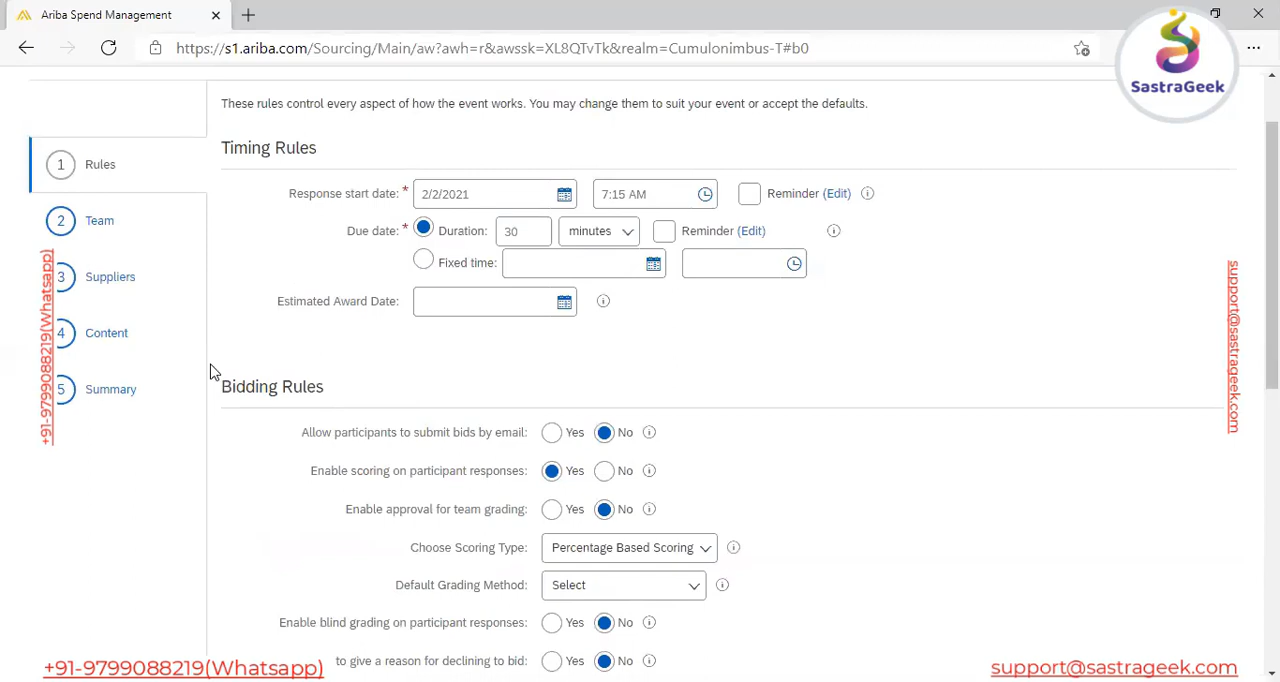 Ariba Spend Management
https://s1.ariba.com/Sourcing/Main/aw?awh=r&awssk=XL8QTvTk&realm=Cumulonimbus-T#b0
SastraGeek
These rules control every aspect of how the event works. You may change them to suit your event or accept the defaults.
1 Rules
2 Team
3 Suppliers
4 Content
5 Summary
Timing Rules
Response start date: * 2/2/2021 7:15 AM Reminder (Edit)
Due date: * Duration: 30 minutes Reminder (Edit)
Fixed time:
Estimated Award Date:
Bidding Rules
Allow participants to submit bids by email: Yes No
Enable scoring on participant responses: Yes No
Enable approval for team grading: Yes No
Choose Scoring Type: Percentage Based Scoring
Default Grading Method: Select
Enable blind grading on participant responses: Yes No
to give a reason for declining to bid: Yes No
+91-9799088219(Whatsapp)
support@sastrageek.com
+91-9799088219(Whatsapp)
support@sastrageek.com